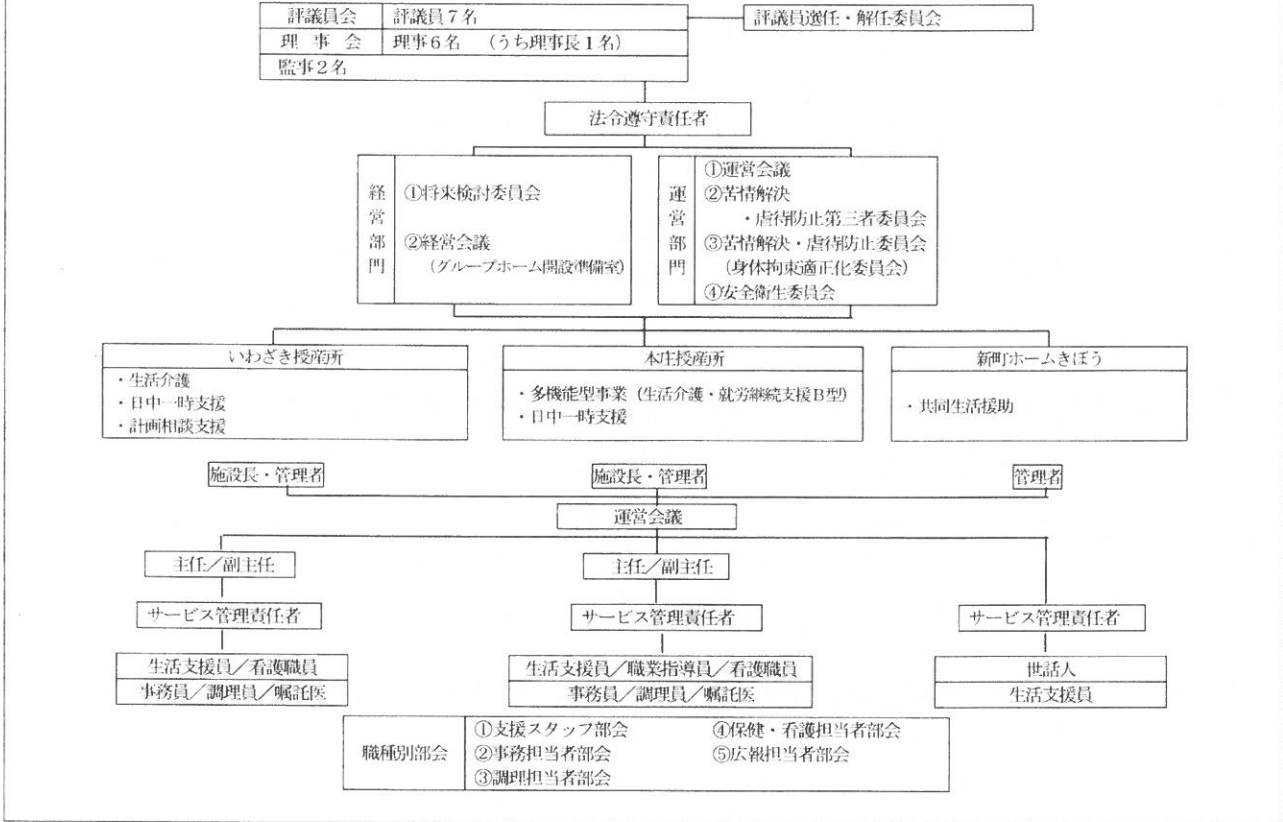 評議員会 評議員7名
評議員選任・解任委員会
理事会 理事6名 (うち理事長1名)
監事2名
法令遵守責任者
経営部門
①将来検討委員会
②経営会議
(グループホーム開設準備室)
運営部門
①運営会議
②苦情解決
・虐待防止第三者委員会
③苦情解決・虐待防止委員会
(身体拘束適正化委員会)
④安全衛生委員会
いわざき授産所
・生活介護
・日中一時支援
・計画相談支援
本庄授産所
・多機能型事業(生活介護・就労継続支援B型)
・日中一時支援
新町ホームきぼう
・共同生活援助
施設長・管理者
施設長・管理者
管理者
運営会議
主任/副主任
主任/副主任
サービス管理責任者
サービス管理責任者
サービス管理責任者
生活支援員/看護職員
事務員/調理員/嘱託医
生活支援員/職業指導員/看護職員
事務員/調理員/嘱託医
世話人
生活支援員
職種別部会
①支援スタッフ部会
②事務担当者部会
③調理担当者部会
④保健・看護担当者部会
⑤広報担当者部会